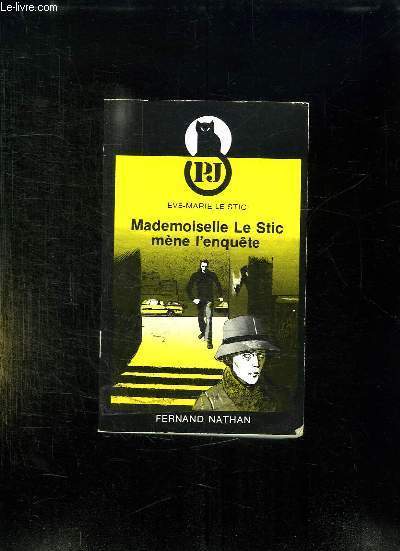 Le-livre.com
PJ
EVE-MARIE LE STIC
Mademoiselle Le Stic
mène l'enquête
FERNAND NATHAN